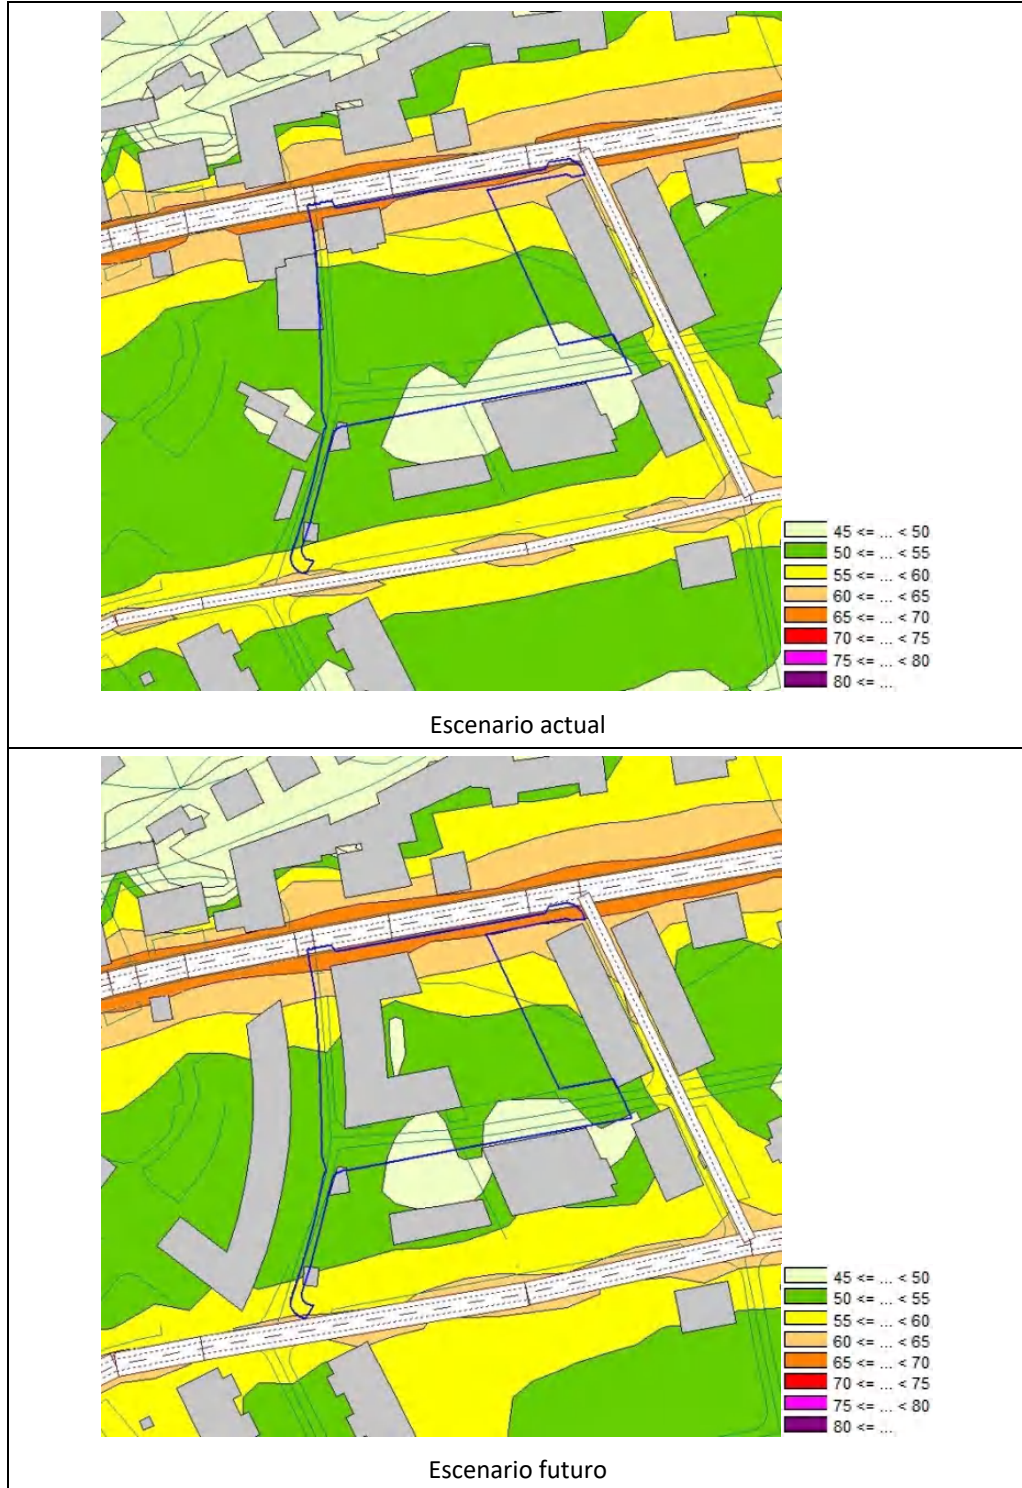 45 <= ... < 50
50 <= ... < 55
55 <= ... < 60
60 <= ... < 65
65 <= ... < 70
70 <= ... < 75
75 <= ... < 80
80 <= ...
Escenario actual
45 <= ... < 50
50 <= ... < 55
55 <= ... < 60
60 <= ... < 65
65 <= ... < 70
70 <= ... < 75
75 <= ... < 80
80 <= ...
Escenario futuro